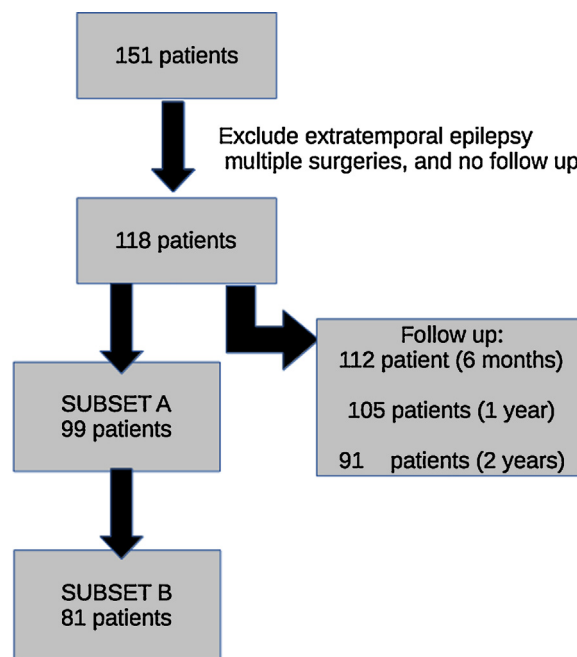 151 patients
Exclude extratemporal epilepsy
multiple surgeries, and no follow up
118 patients
Follow up:
112 patient (6 months)
105 patients (1 year)
91 patients (2 years)
SUBSET A
99 patients
SUBSET B
81 patients